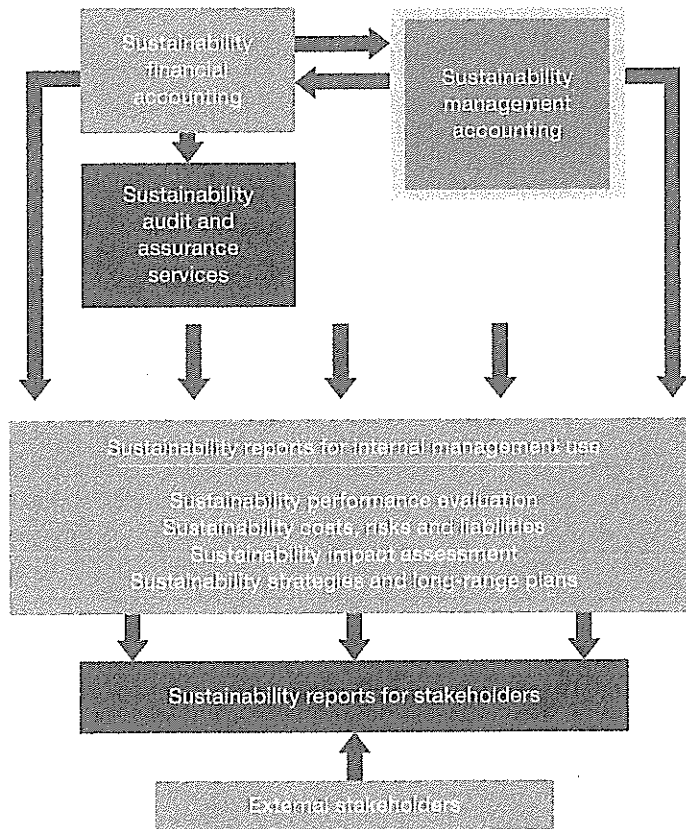 Sustainability
financial
accounting
Sustainability
management
accounting
Sustainability
audit and
assurance
services
Sustainability reports for internal management use
Sustainability performance evaluation
Sustainability costs, risks and liabilities
Sustainability impact assessment
Sustainability strategies and long-range plans
Sustainability reports for stakeholders
External stakeholders